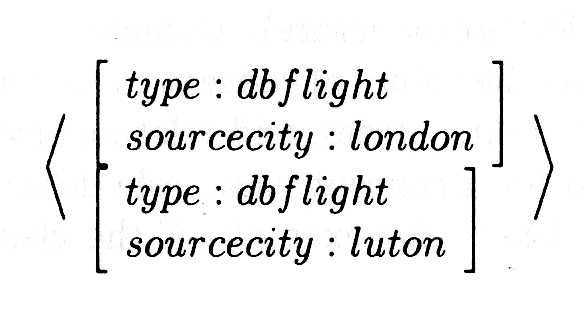 type : dbflight
sourcecity : london
type : dbflight
sourcecity : luton